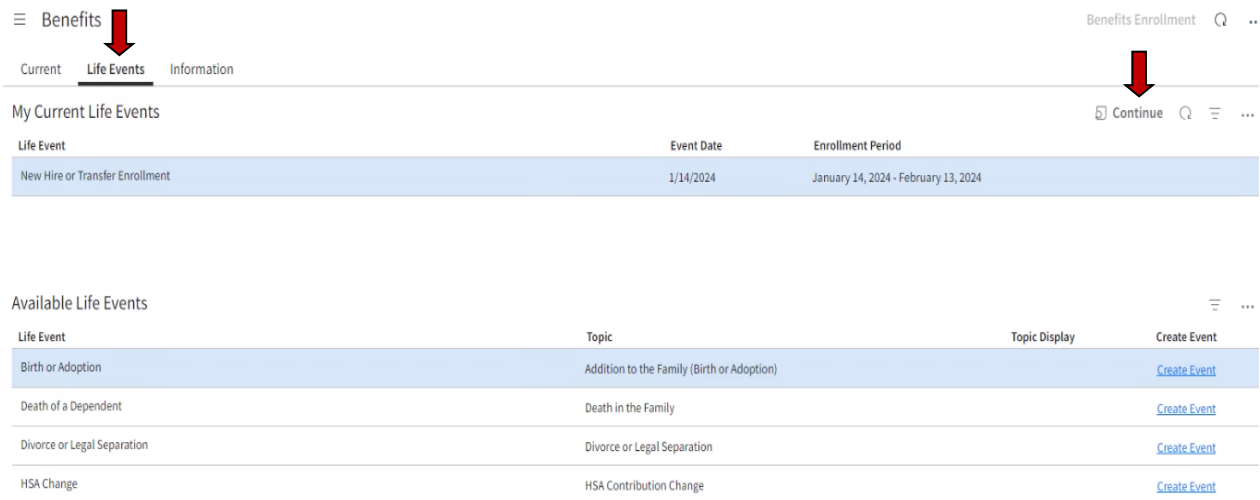 Benefits Benefits Enrollment
Current Life Events Information
My Current Life Events Continue
Life Event Event Date Enrollment Period
New Hire or Transfer Enrollment 1/14/2024 January 14, 2024 - February 13, 2024
Available Life Events
Life Event Topic Topic Display Create Event
Birth or Adoption Addition to the Family (Birth or Adoption) Create Event
Death of a Dependent Death in the Family Create Event
Divorce or Legal Separation Divorce or Legal Separation Create Event
HSA Change HSA Contribution Change Create Event